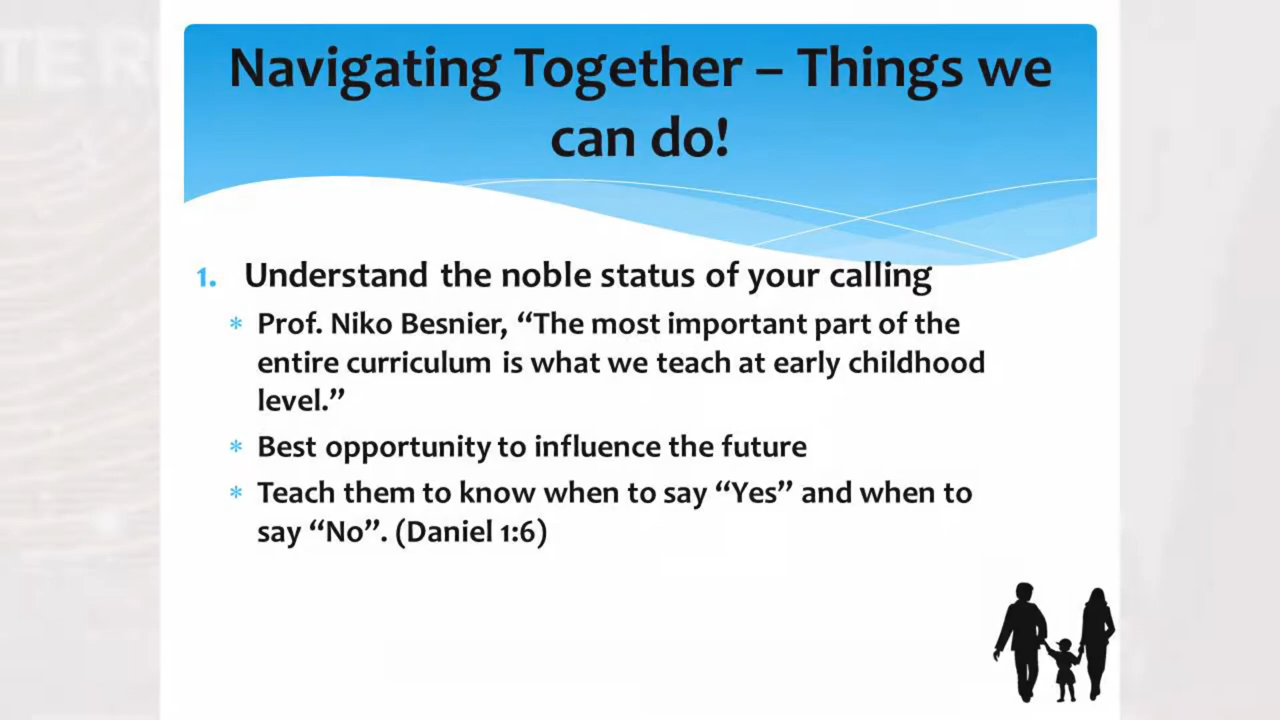 TE R
Navigating Together – Things we
can do!
1. Understand the noble status of your calling
* Prof. Niko Besnier, “The most important part of the
entire curriculum is what we teach at early childhood
level.”
* Best opportunity to influence the future
* Teach them to know when to say “Yes” and when to
say “No”. (Daniel 1:6)